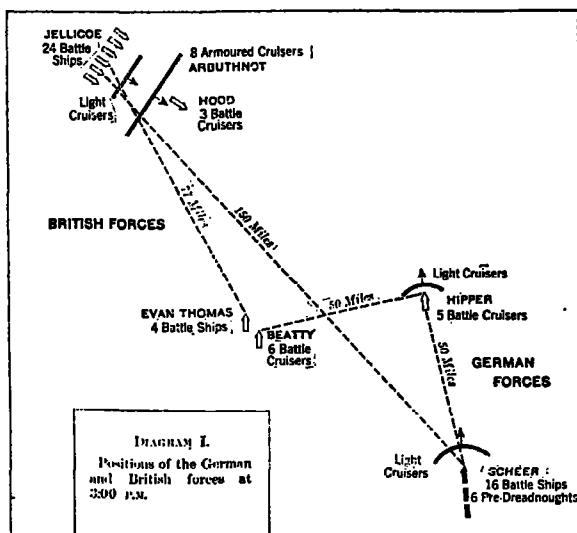 JELLICOE
24 Battle
Ships
8 Armoured Cruisers
ARBUTHNOT
Light
Cruisers
HOOD
3 Battle
Cruisers
77 Miles
150 Miles
BRITISH FORCES
EVAN THOMAS
4 Battle Ships
BEATTY
6 Battle
Cruisers
50 Miles
Light Cruisers
HIPPER
5 Battle Cruisers
50 Miles
GERMAN
FORCES
Light
Cruisers
SCHEER
16 Battle Ships
6 Pre-Dreadnoughts
DIAGRAM I.
Positions of the German
and British forces at
3:00 P.M.